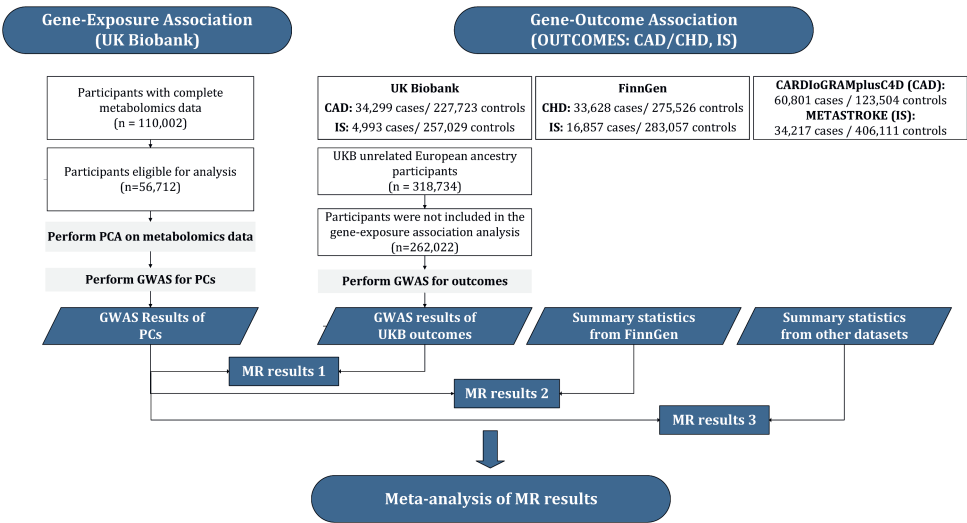 Gene-Exposure Association
(UK Biobank)
Gene-Outcome Association
(OUTCOMES: CAD/CHD, IS)
Participants with complete
metabolomics data
(n = 110,002)
Participants eligible for analysis
(n=56,712)
Perform PCA on metabolomics data
Perform GWAS for PCs
GWAS Results of
PCs
UK Biobank
CAD: 34,299 cases/ 227,723 controls
IS: 4,993 cases/ 257,029 controls
UKB unrelated European ancestry
participants
(n = 318,734)
Participants were not included in the
gene-exposure association analysis
(n=262,022)
Perform GWAS for outcomes
GWAS results of
UKB outcomes
FinnGen
CHD: 33,628 cases/ 275,526 controls
IS: 16,857 cases/ 283,057 controls
Summary statistics
from FinnGen
CARDIoGRAMplusC4D (CAD):
60,801 cases / 123,504 controls
METASTROKE (IS):
34,217 cases / 406,111 controls
Summary statistics
from other datasets
MR results 1
MR results 2
MR results 3
Meta-analysis of MR results